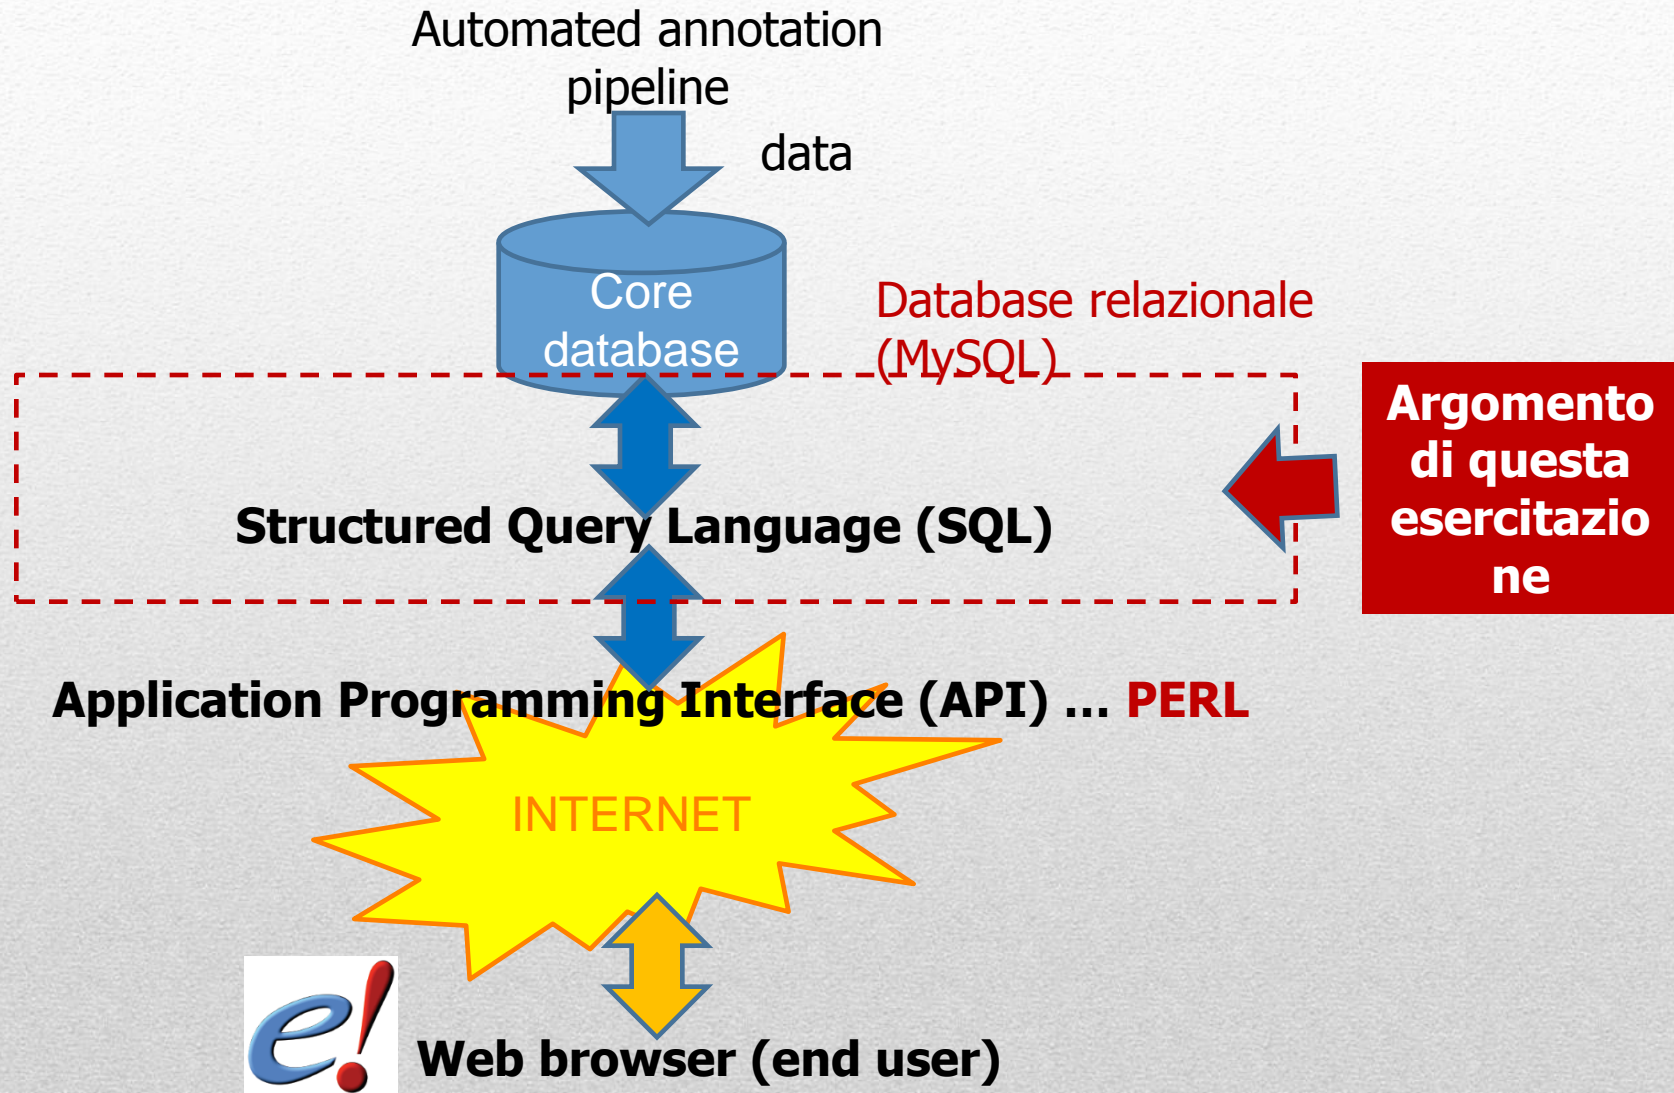 Automated annotation
pipeline
data
Core
database
Database relazionale
(MySQL)
Argomento
di questa
esercitazio
ne
Structured Query Language (SQL)
Application Programming Interface (API) ... PERL
INTERNET
e!
Web browser (end user)